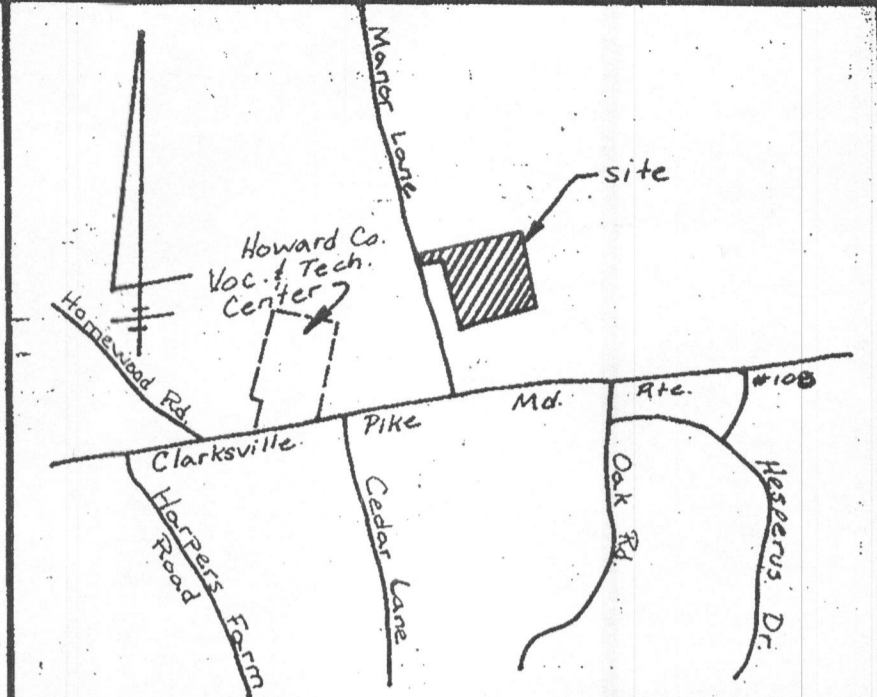 Manor Lane
site
Howard Co.
Voc. & Tech.
Center
Homewood Rd.
Clarksville Pike Md. Rte. #108
Harpers Farm
Road
Cedar Lane
Oak Rd.
Hesperus Dr.